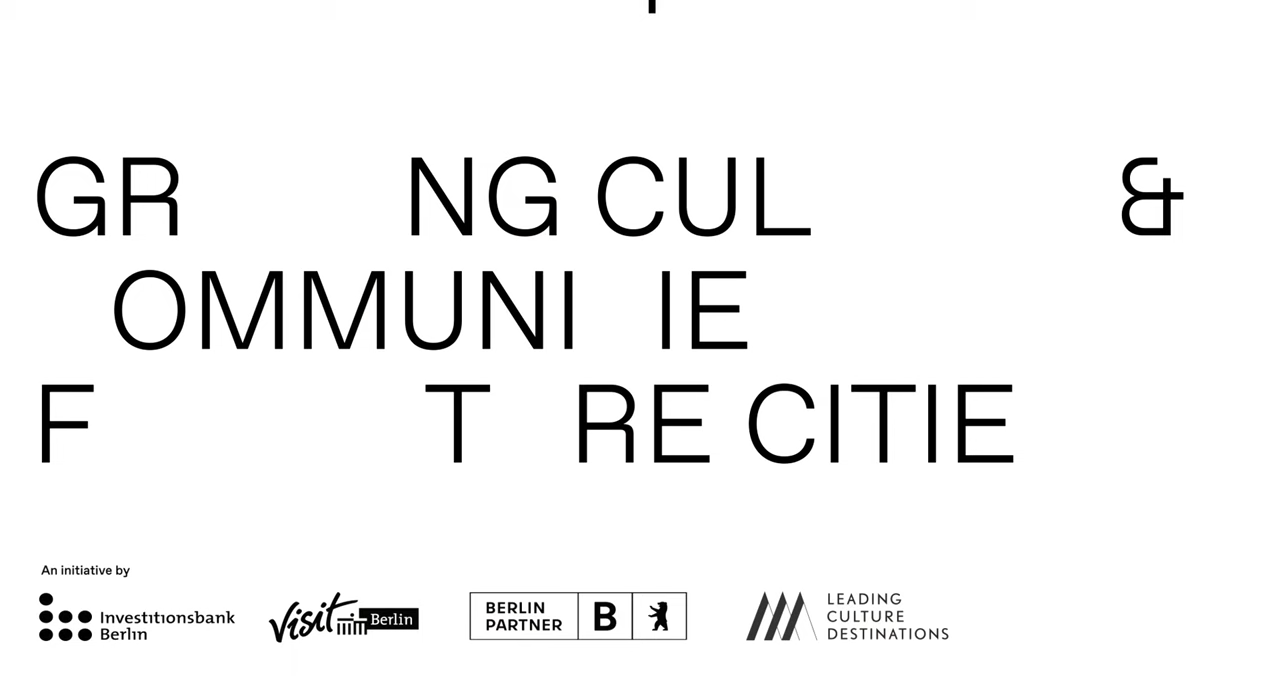 GR NG CUL &
OMMUNI IE
F T RE CITIE
An initiative by
Investitionsbank
Berlin
visit Berlin
BERLIN
PARTNER
B
LEADING
CULTURE
DESTINATIONS